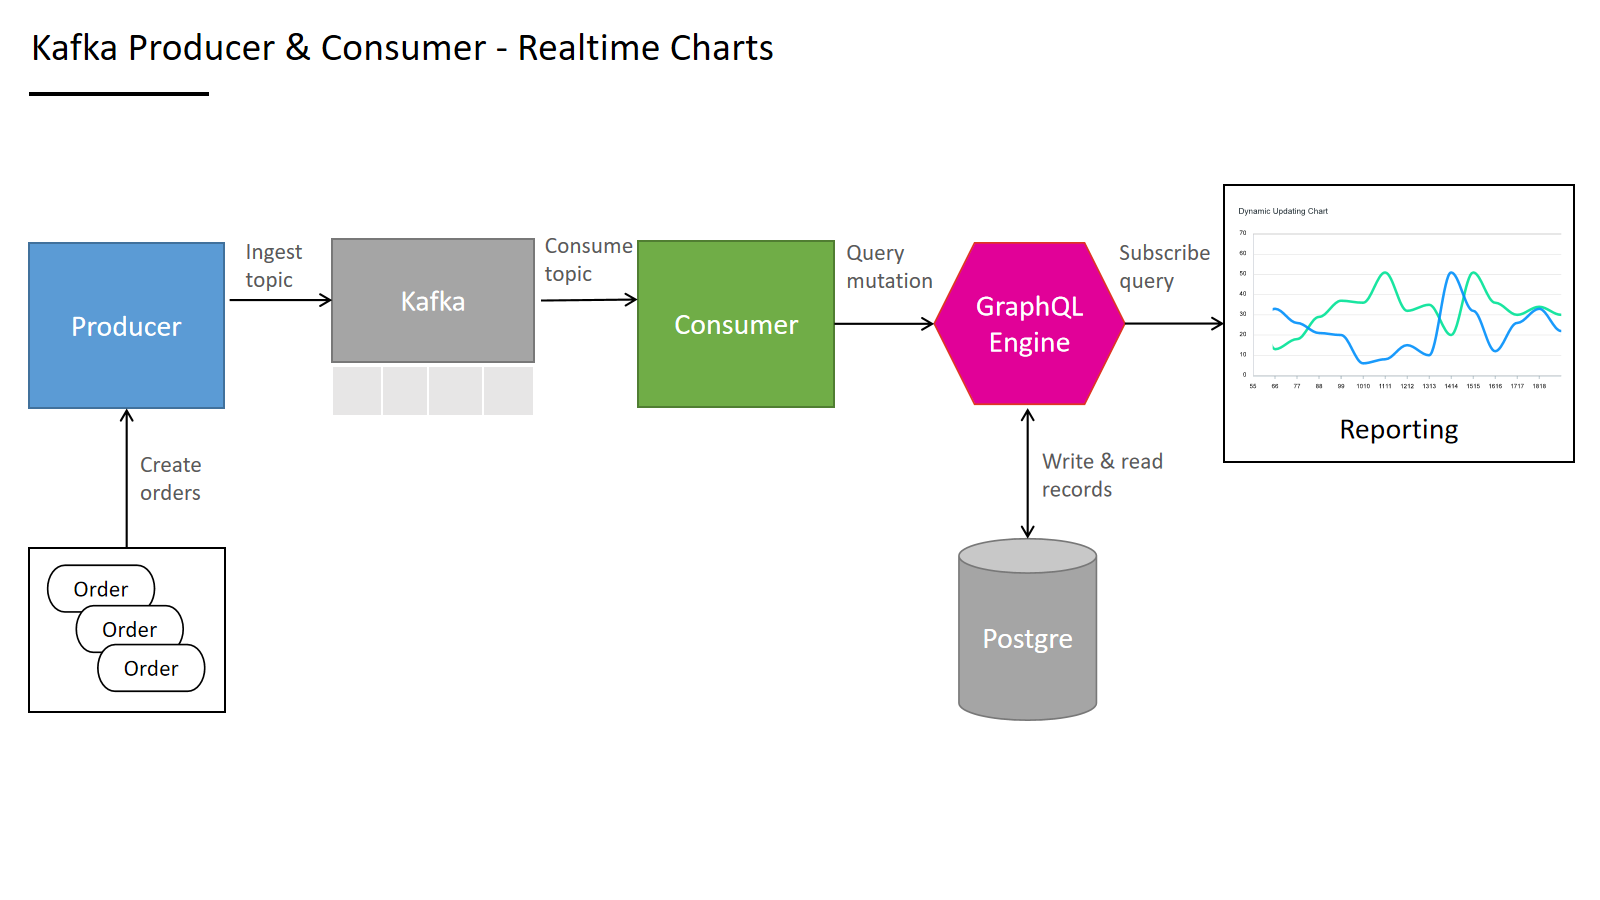 Kafka Producer & Consumer - Realtime Charts
Producer
Ingest
topic
Kafka
Consume
topic
Consumer
Query
mutation
GraphQL
Engine
Subscribe
query
Dynamic Updating Chart
70
60
50
40
30
20
10
0
55 66 77 88 99 1010 1111 1212 1313 1414 1515 1616 1717 1818
Reporting
Create
orders
Order
Order
Order
Write & read
records
Postgre